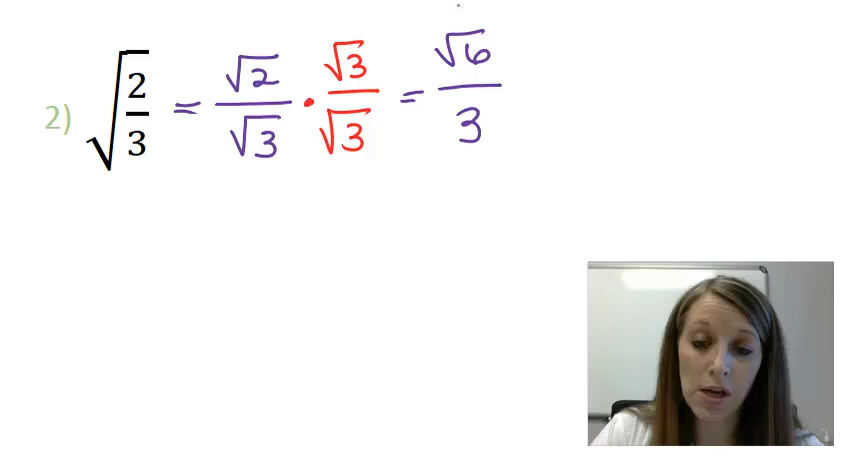 2) √(2/3) = √2/√3 • √3/√3 = √6/3